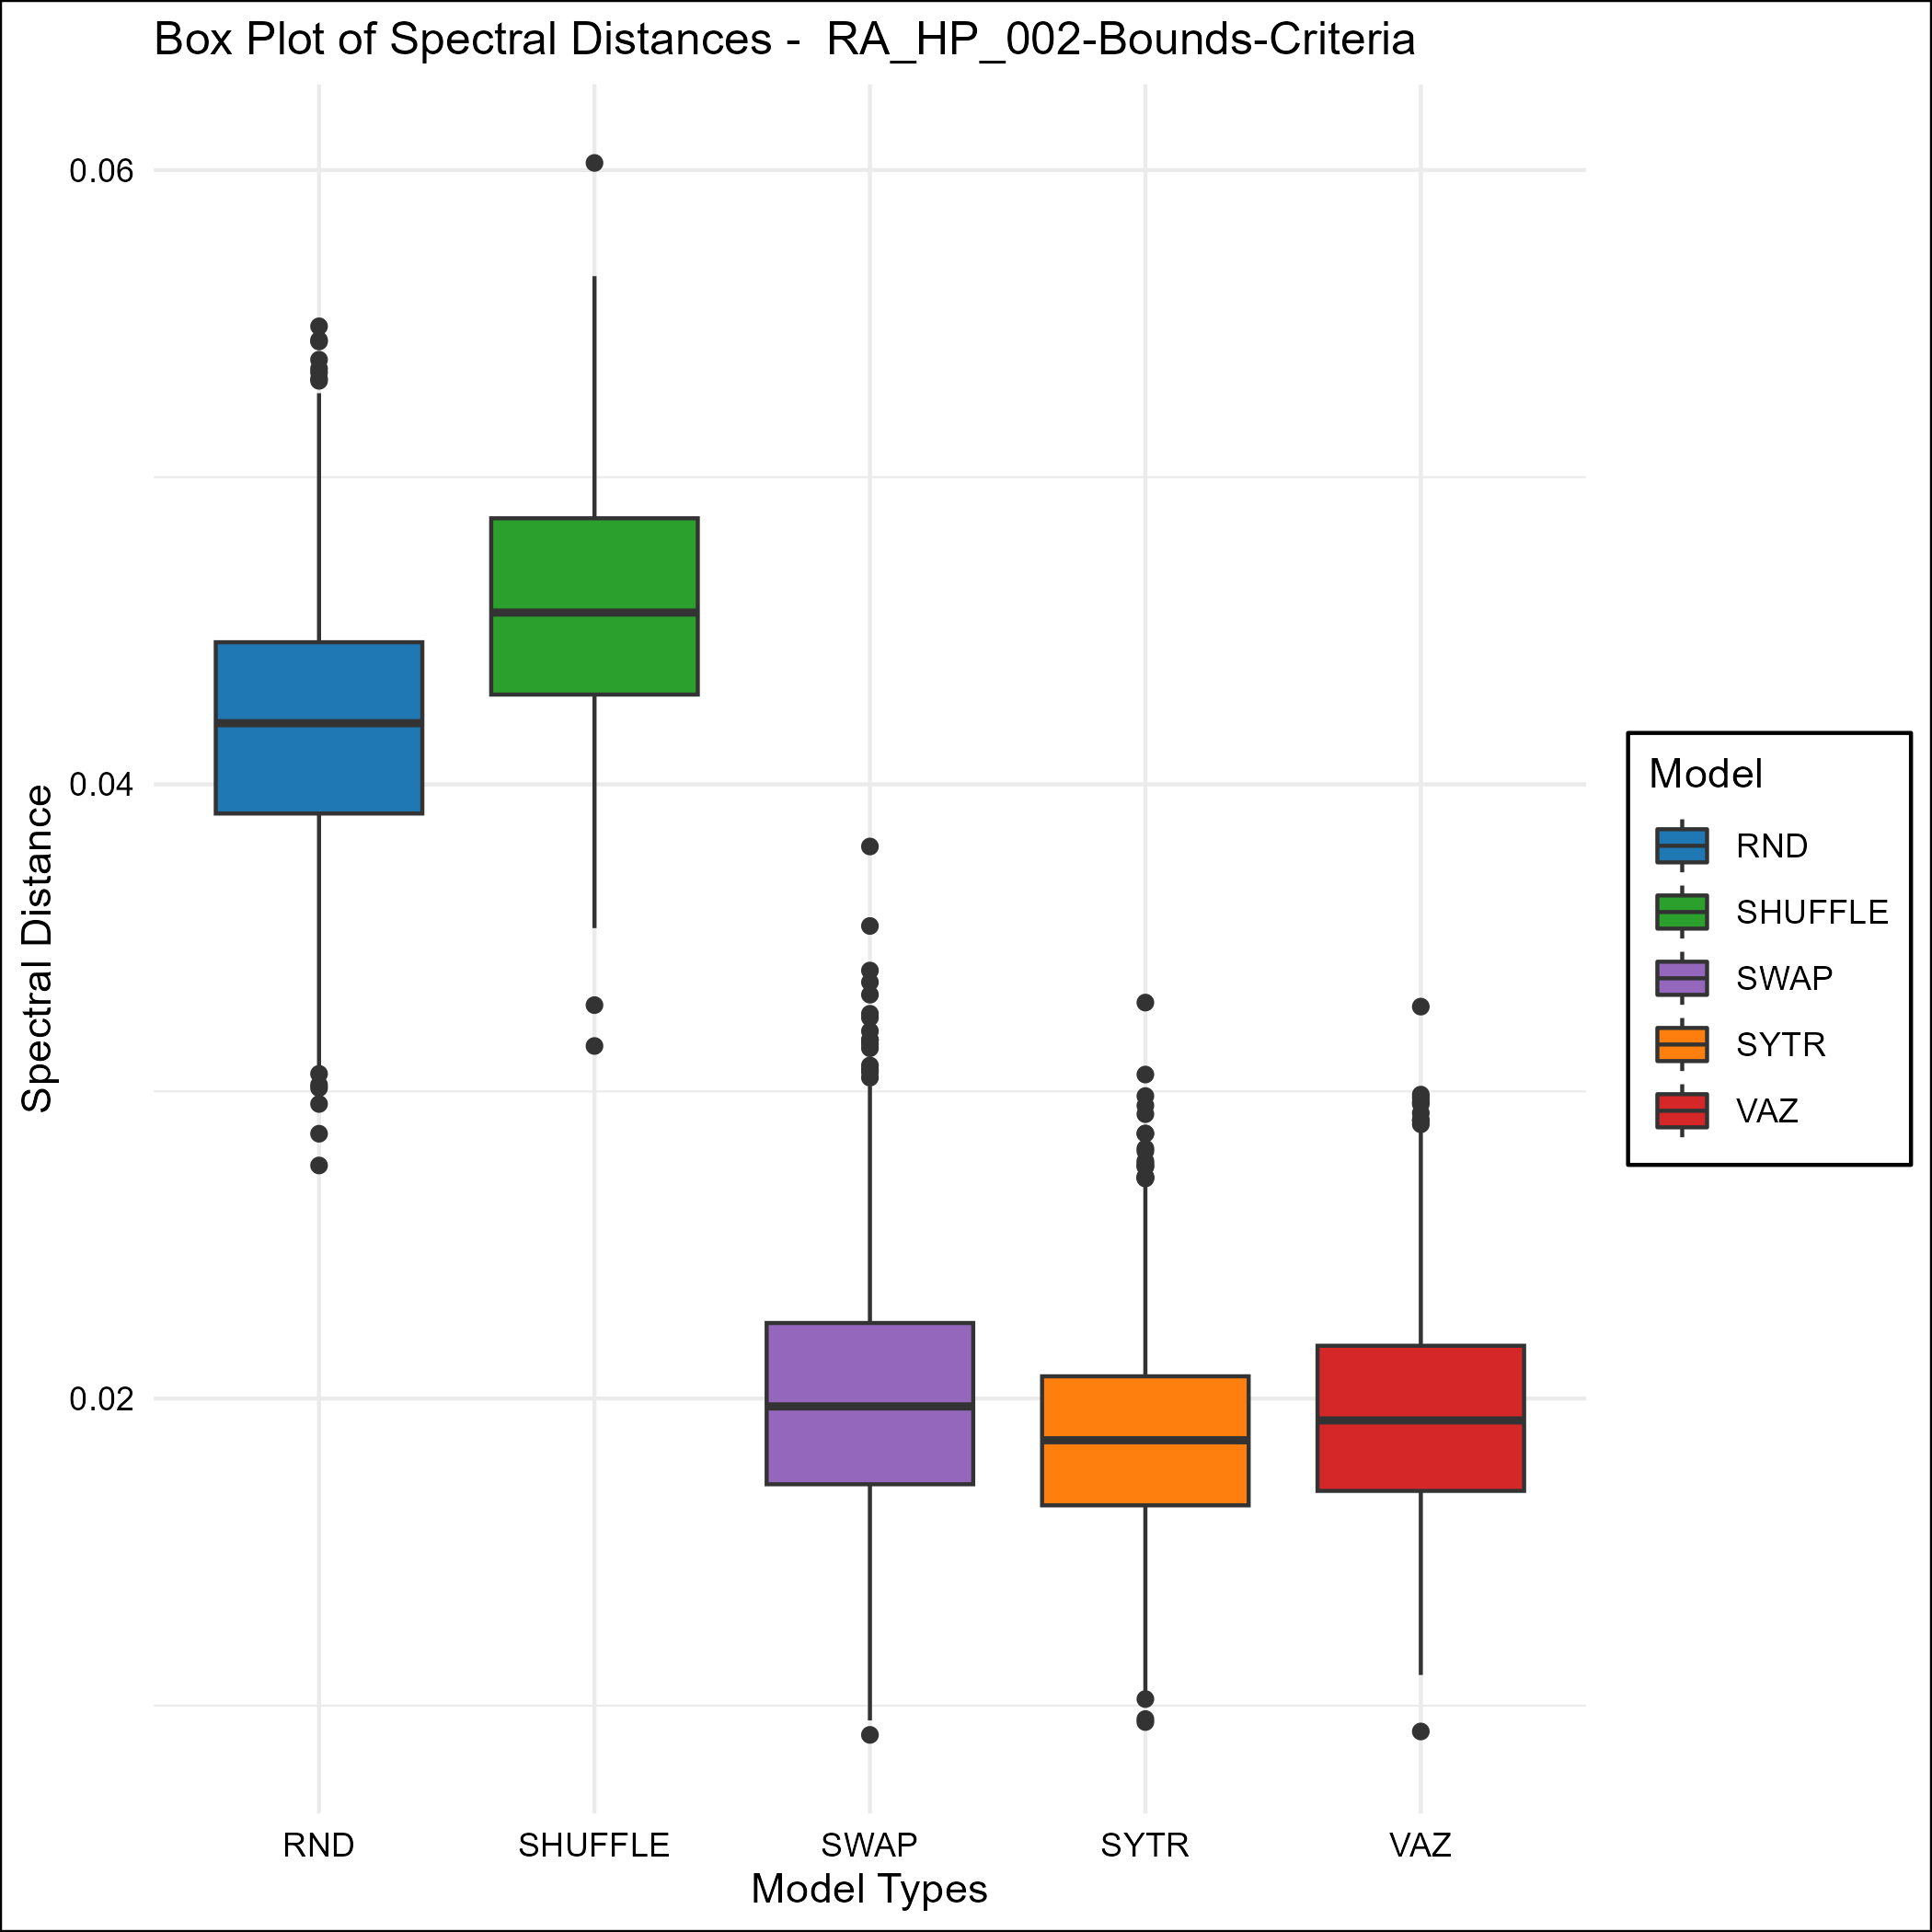 Box Plot of Spectral Distances -  RA_HP_002-Bounds-Criteria
Spectral Distance
0.06
0.04
0.02
RND SHUFFLE SWAP SYTR VAZ
Model Types
Model
RND
SHUFFLE
SWAP
SYTR
VAZ